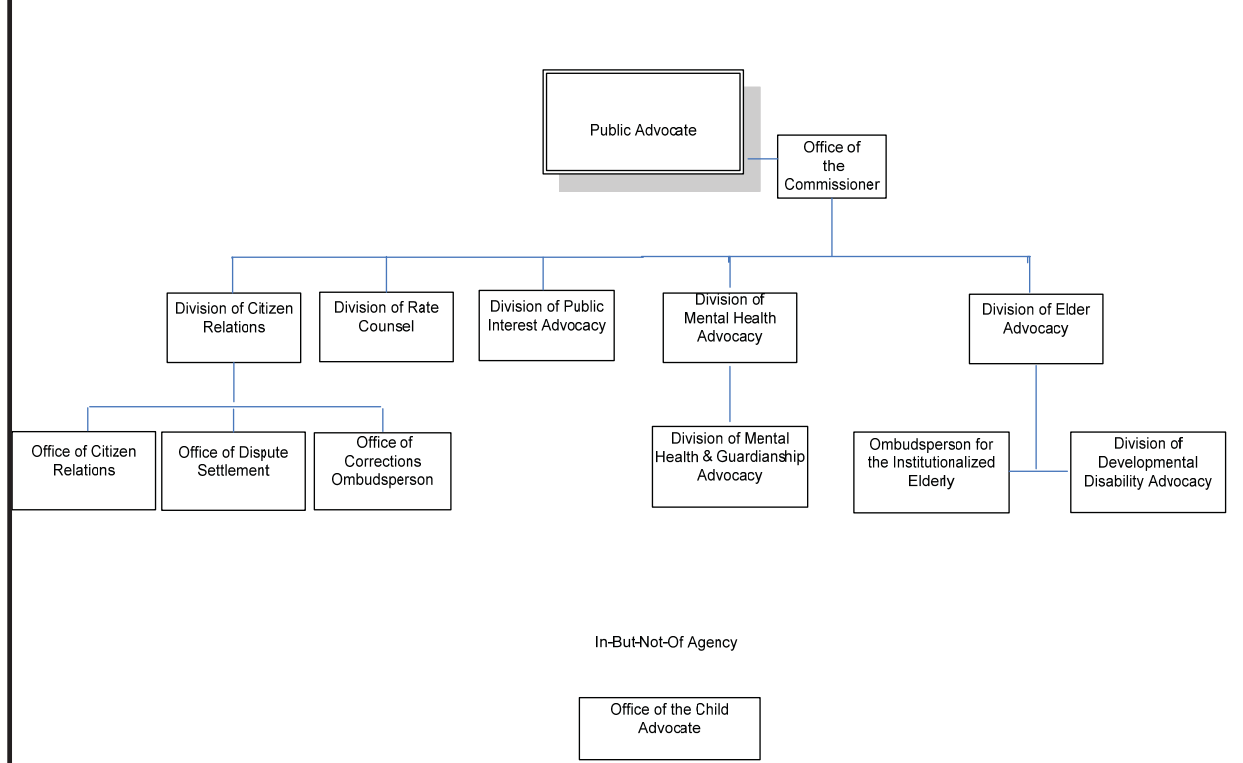 Public Advocate
Office of
the
Commissioner
Division of Citizen
Relations
Division of Rate
Counsel
Division of Public
Interest Advocacy
Division of
Mental Health
Advocacy
Division of Elder
Advocacy
Office of Citizen
Relations
Office of Dispute
Settlement
Office of
Corrections
Ombudsperson
Division of Mental
Health & Guardianship
Advocacy
Ombudsperson for
the Institutionalized
Elderly
Division of
Developmental
Disability Advocacy
In-But-Not-Of Agency
Office of the Child
Advocate